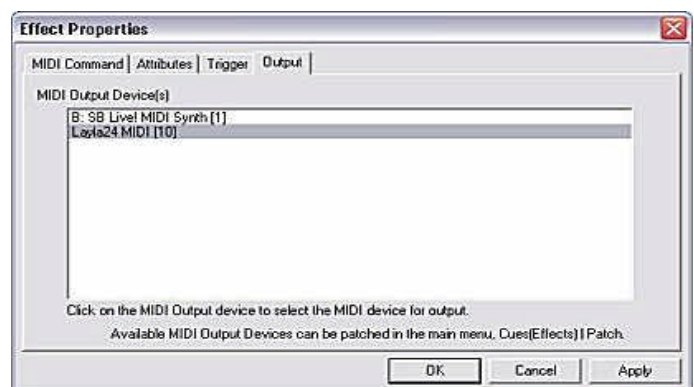 Effect Properties
MIDI Command | Attributes | Trigger | Output |
MIDI Output Device(s)
B: SB Live! MIDI Synth [1]
Layla24 MIDI [10]
Click on the MIDI Output device to select the MIDI device for output.
Available MIDI Output Devices can be patched in the main menu, Cues(Effects) | Patch.
OK Cancel Apply